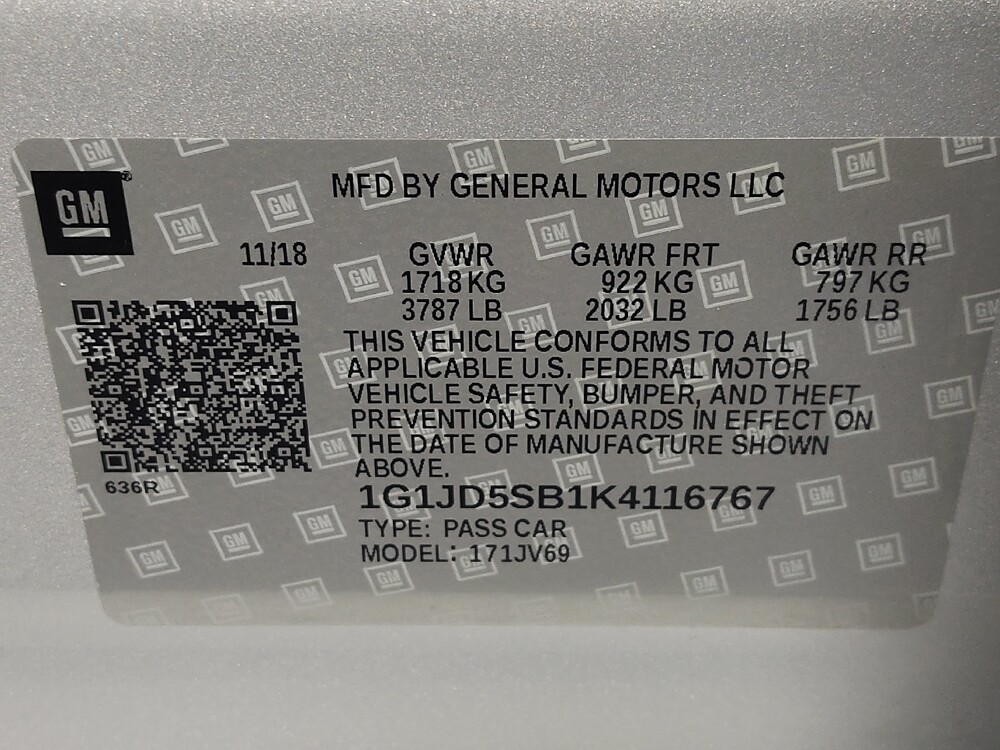 GM
MFD BY GENERAL MOTORS LLC
11/18 GVWR GAWR FRT GAWR RR
1718 KG 922 KG 797 KG
3787 LB 2032 LB 1756 LB
THIS VEHICLE CONFORMS TO ALL
APPLICABLE U.S. FEDERAL MOTOR
VEHICLE SAFETY, BUMPER, AND THEFT
PREVENTION STANDARDS IN EFFECT ON
THE DATE OF MANUFACTURE SHOWN
ABOVE.
636R
1G1JD5SB1K4116767
TYPE: PASS CAR
MODEL: 171JV69